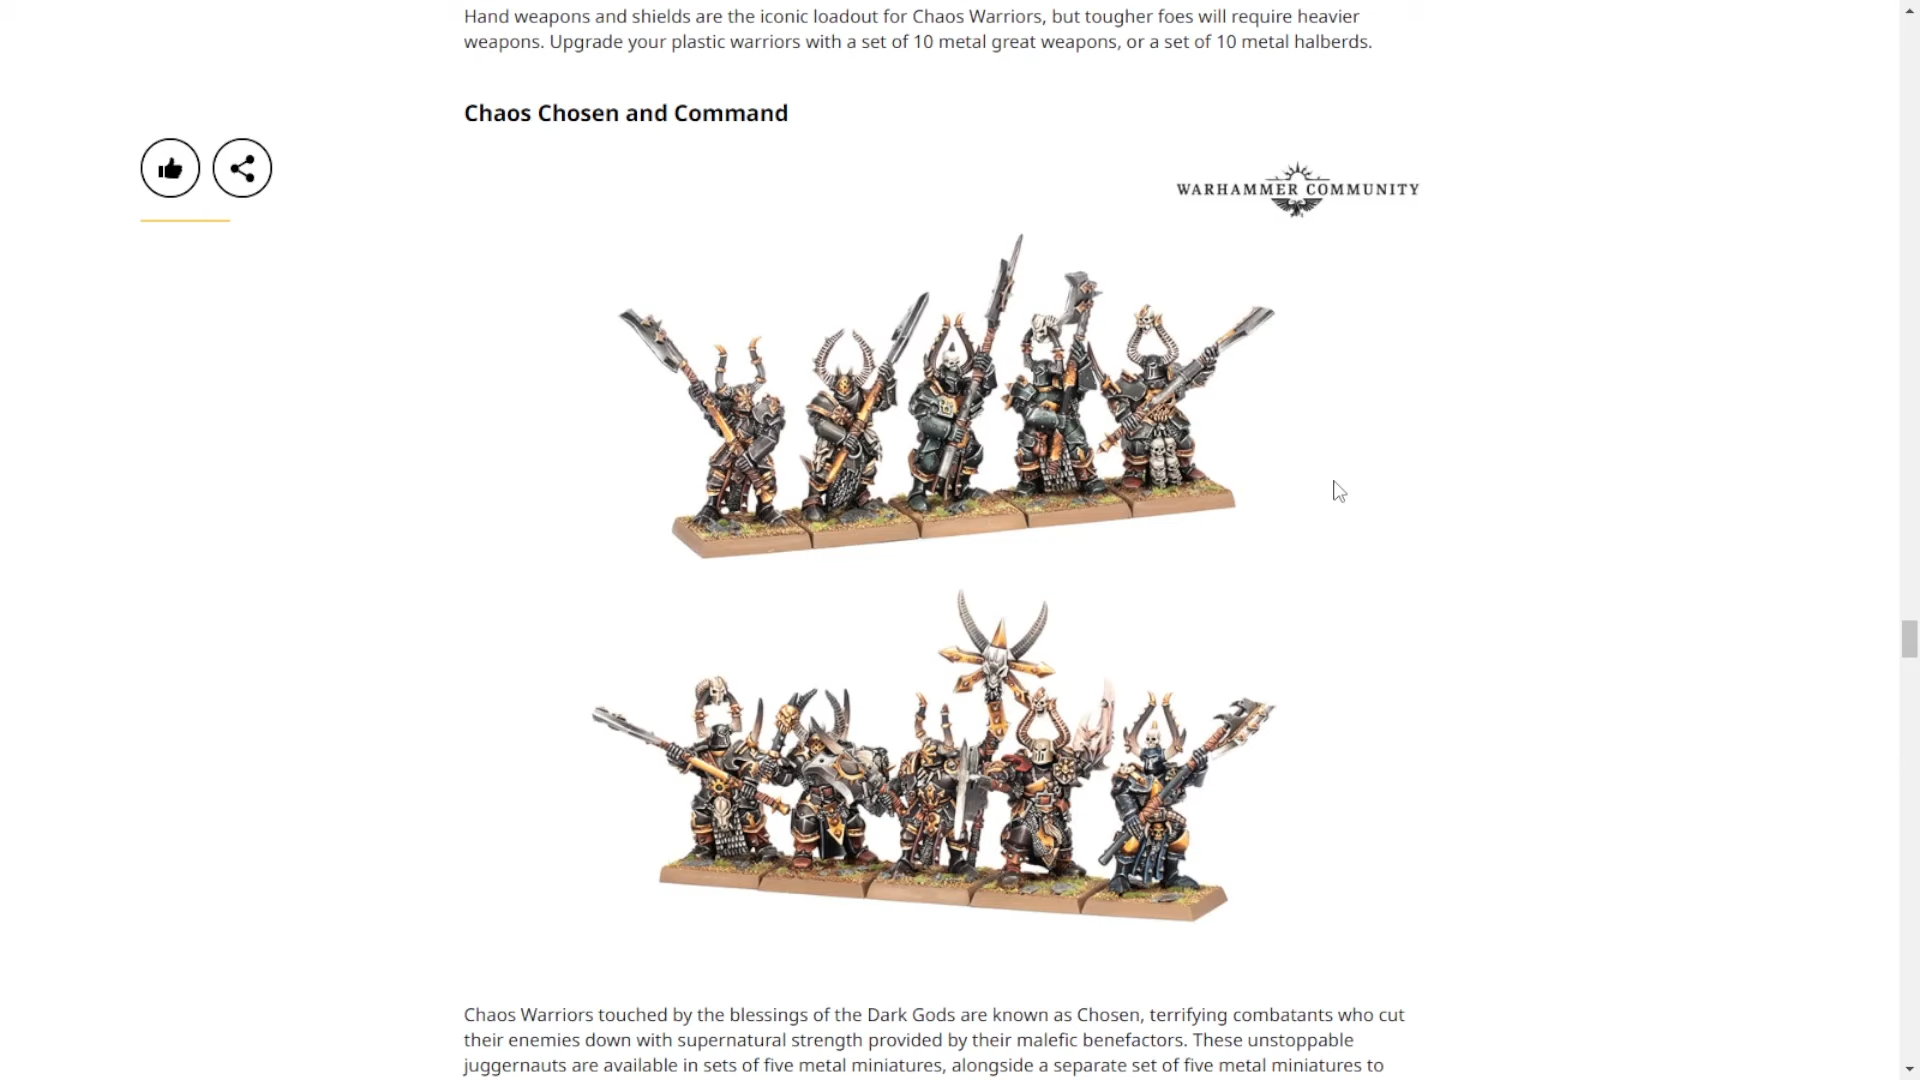 Hand weapons and shields are the iconic loadout for Chaos Warriors, but tougher foes will require heavier
weapons. Upgrade your plastic warriors with a set of 10 metal great weapons, or a set of 10 metal halberds.
Chaos Chosen and Command
WARHAMMER COMMUNITY
Chaos Warriors touched by the blessings of the Dark Gods are known as Chosen, terrifying combatants who cut
their enemies down with supernatural strength provided by their malefic benefactors. These unstoppable
juggernauts are available in sets of five metal miniatures, alongside a separate set of five metal miniatures to